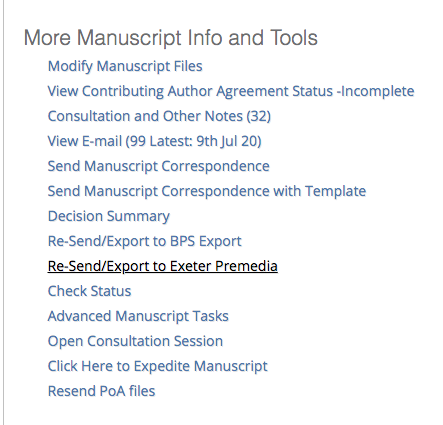 More Manuscript Info and Tools
Modify Manuscript Files
View Contributing Author Agreement Status -Incomplete
Consultation and Other Notes (32)
View E-mail (99 Latest: 9th Jul 20)
Send Manuscript Correspondence
Send Manuscript Correspondence with Template
Decision Summary
Re-Send/Export to BPS Export
Re-Send/Export to Exeter Premedia
Check Status
Advanced Manuscript Tasks
Open Consultation Session
Click Here to Expedite Manuscript
Resend PoA files